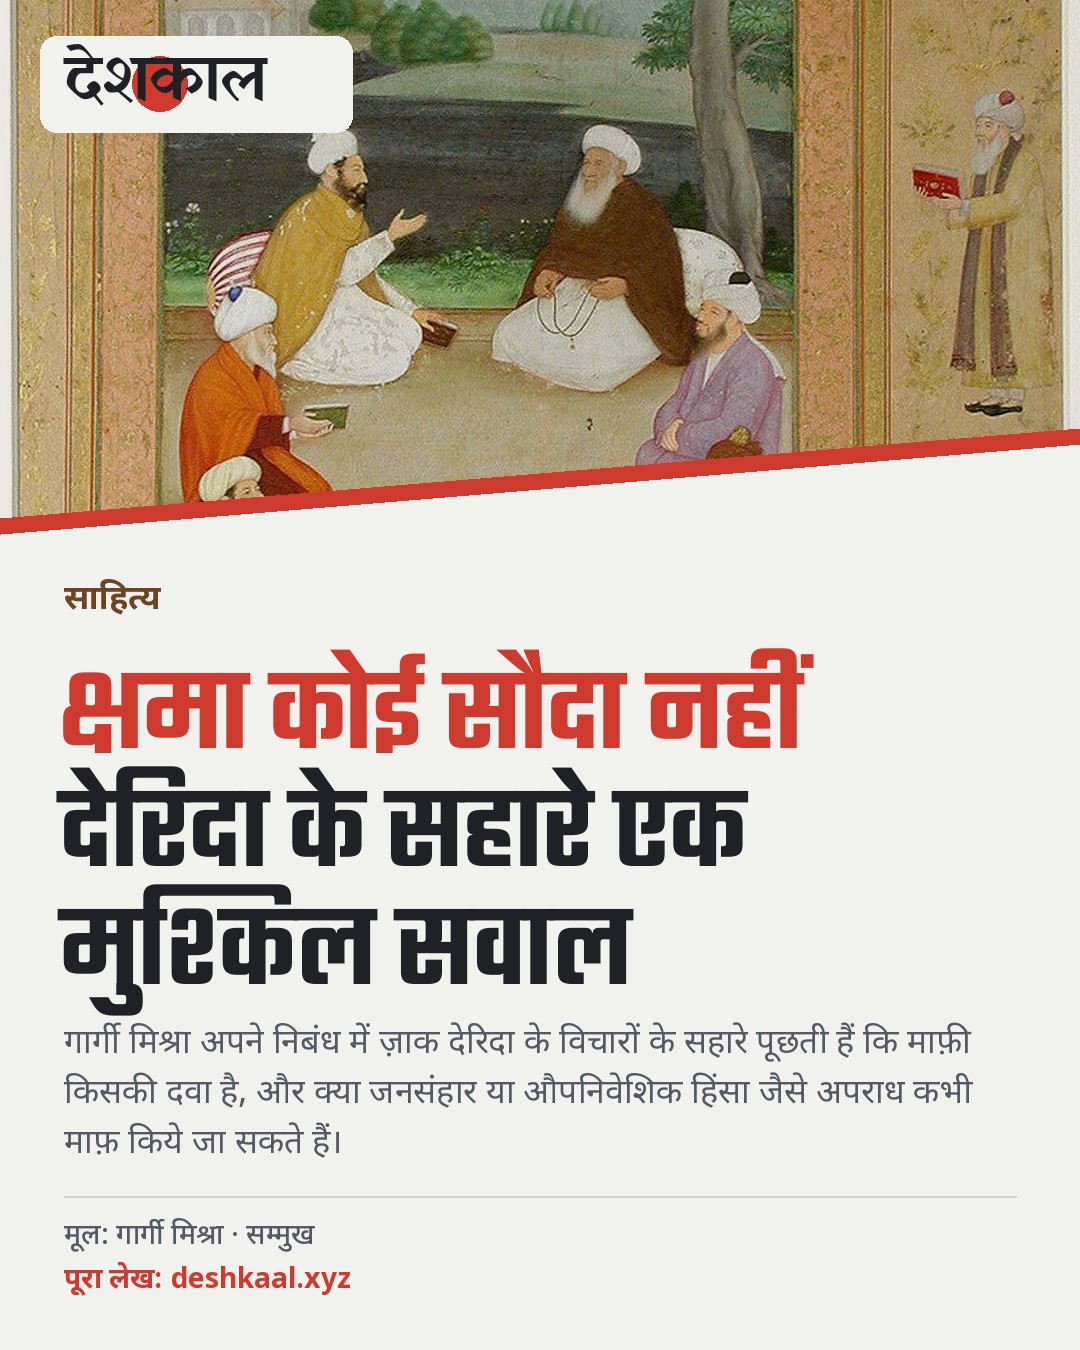 देशकाल
साहित्य
क्षमा कोई सौदा नहीं
देरिदा के सहारे एक
मुश्किल सवाल
गार्गी मिश्रा अपने निबंध में ज़ाक देरिदा के विचारों के सहारे पूछती हैं कि माफ़ी
किसकी दवा है, और क्या जनसंहार या औपनिवेशिक हिंसा जैसे अपराध कभी
माफ़ किये जा सकते हैं।
मूल: गार्गी मिश्रा · सम्मुख
पूरा लेख: deshkaal.xyz